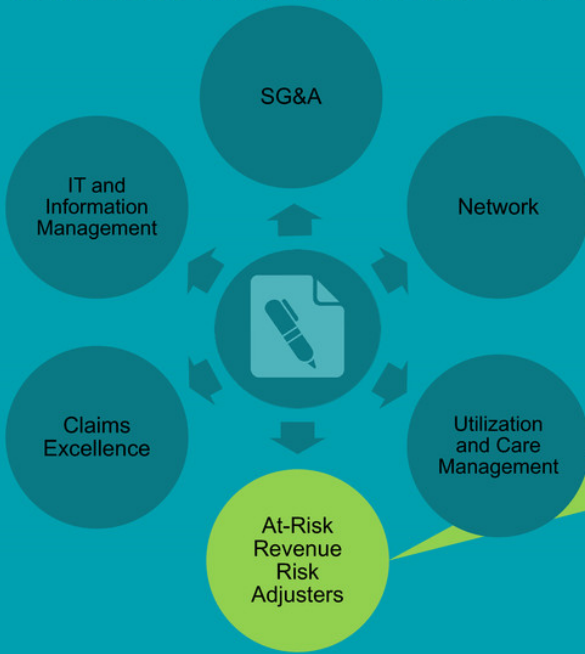 SG&A
IT and
Information
Management
Network
Claims
Excellence
Utilization
and Care
Management
At-Risk
Revenue
Risk
Adjusters